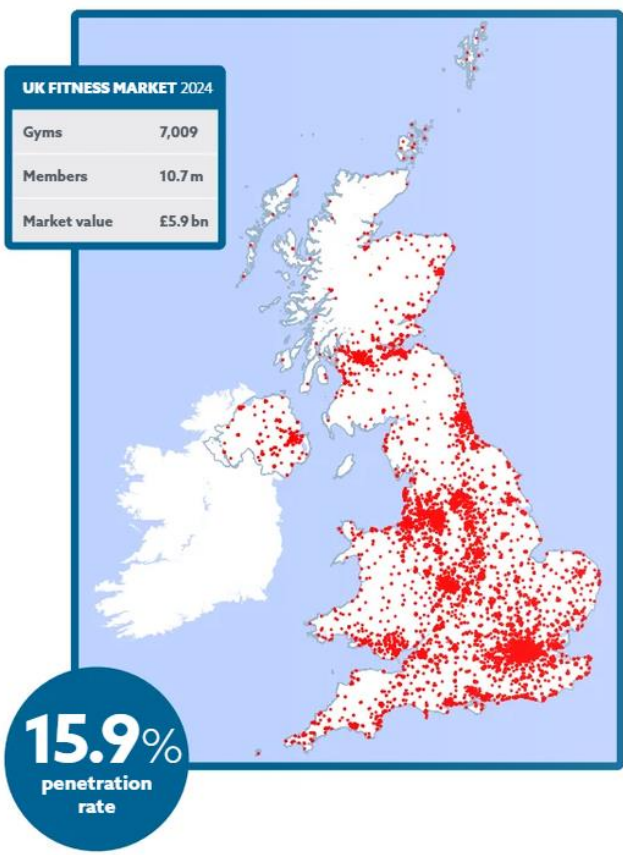 UK FITNESS MARKET 2024
Gyms 7,009
Members 10.7 m
Market value £5.9 bn
15.9%
penetration
rate